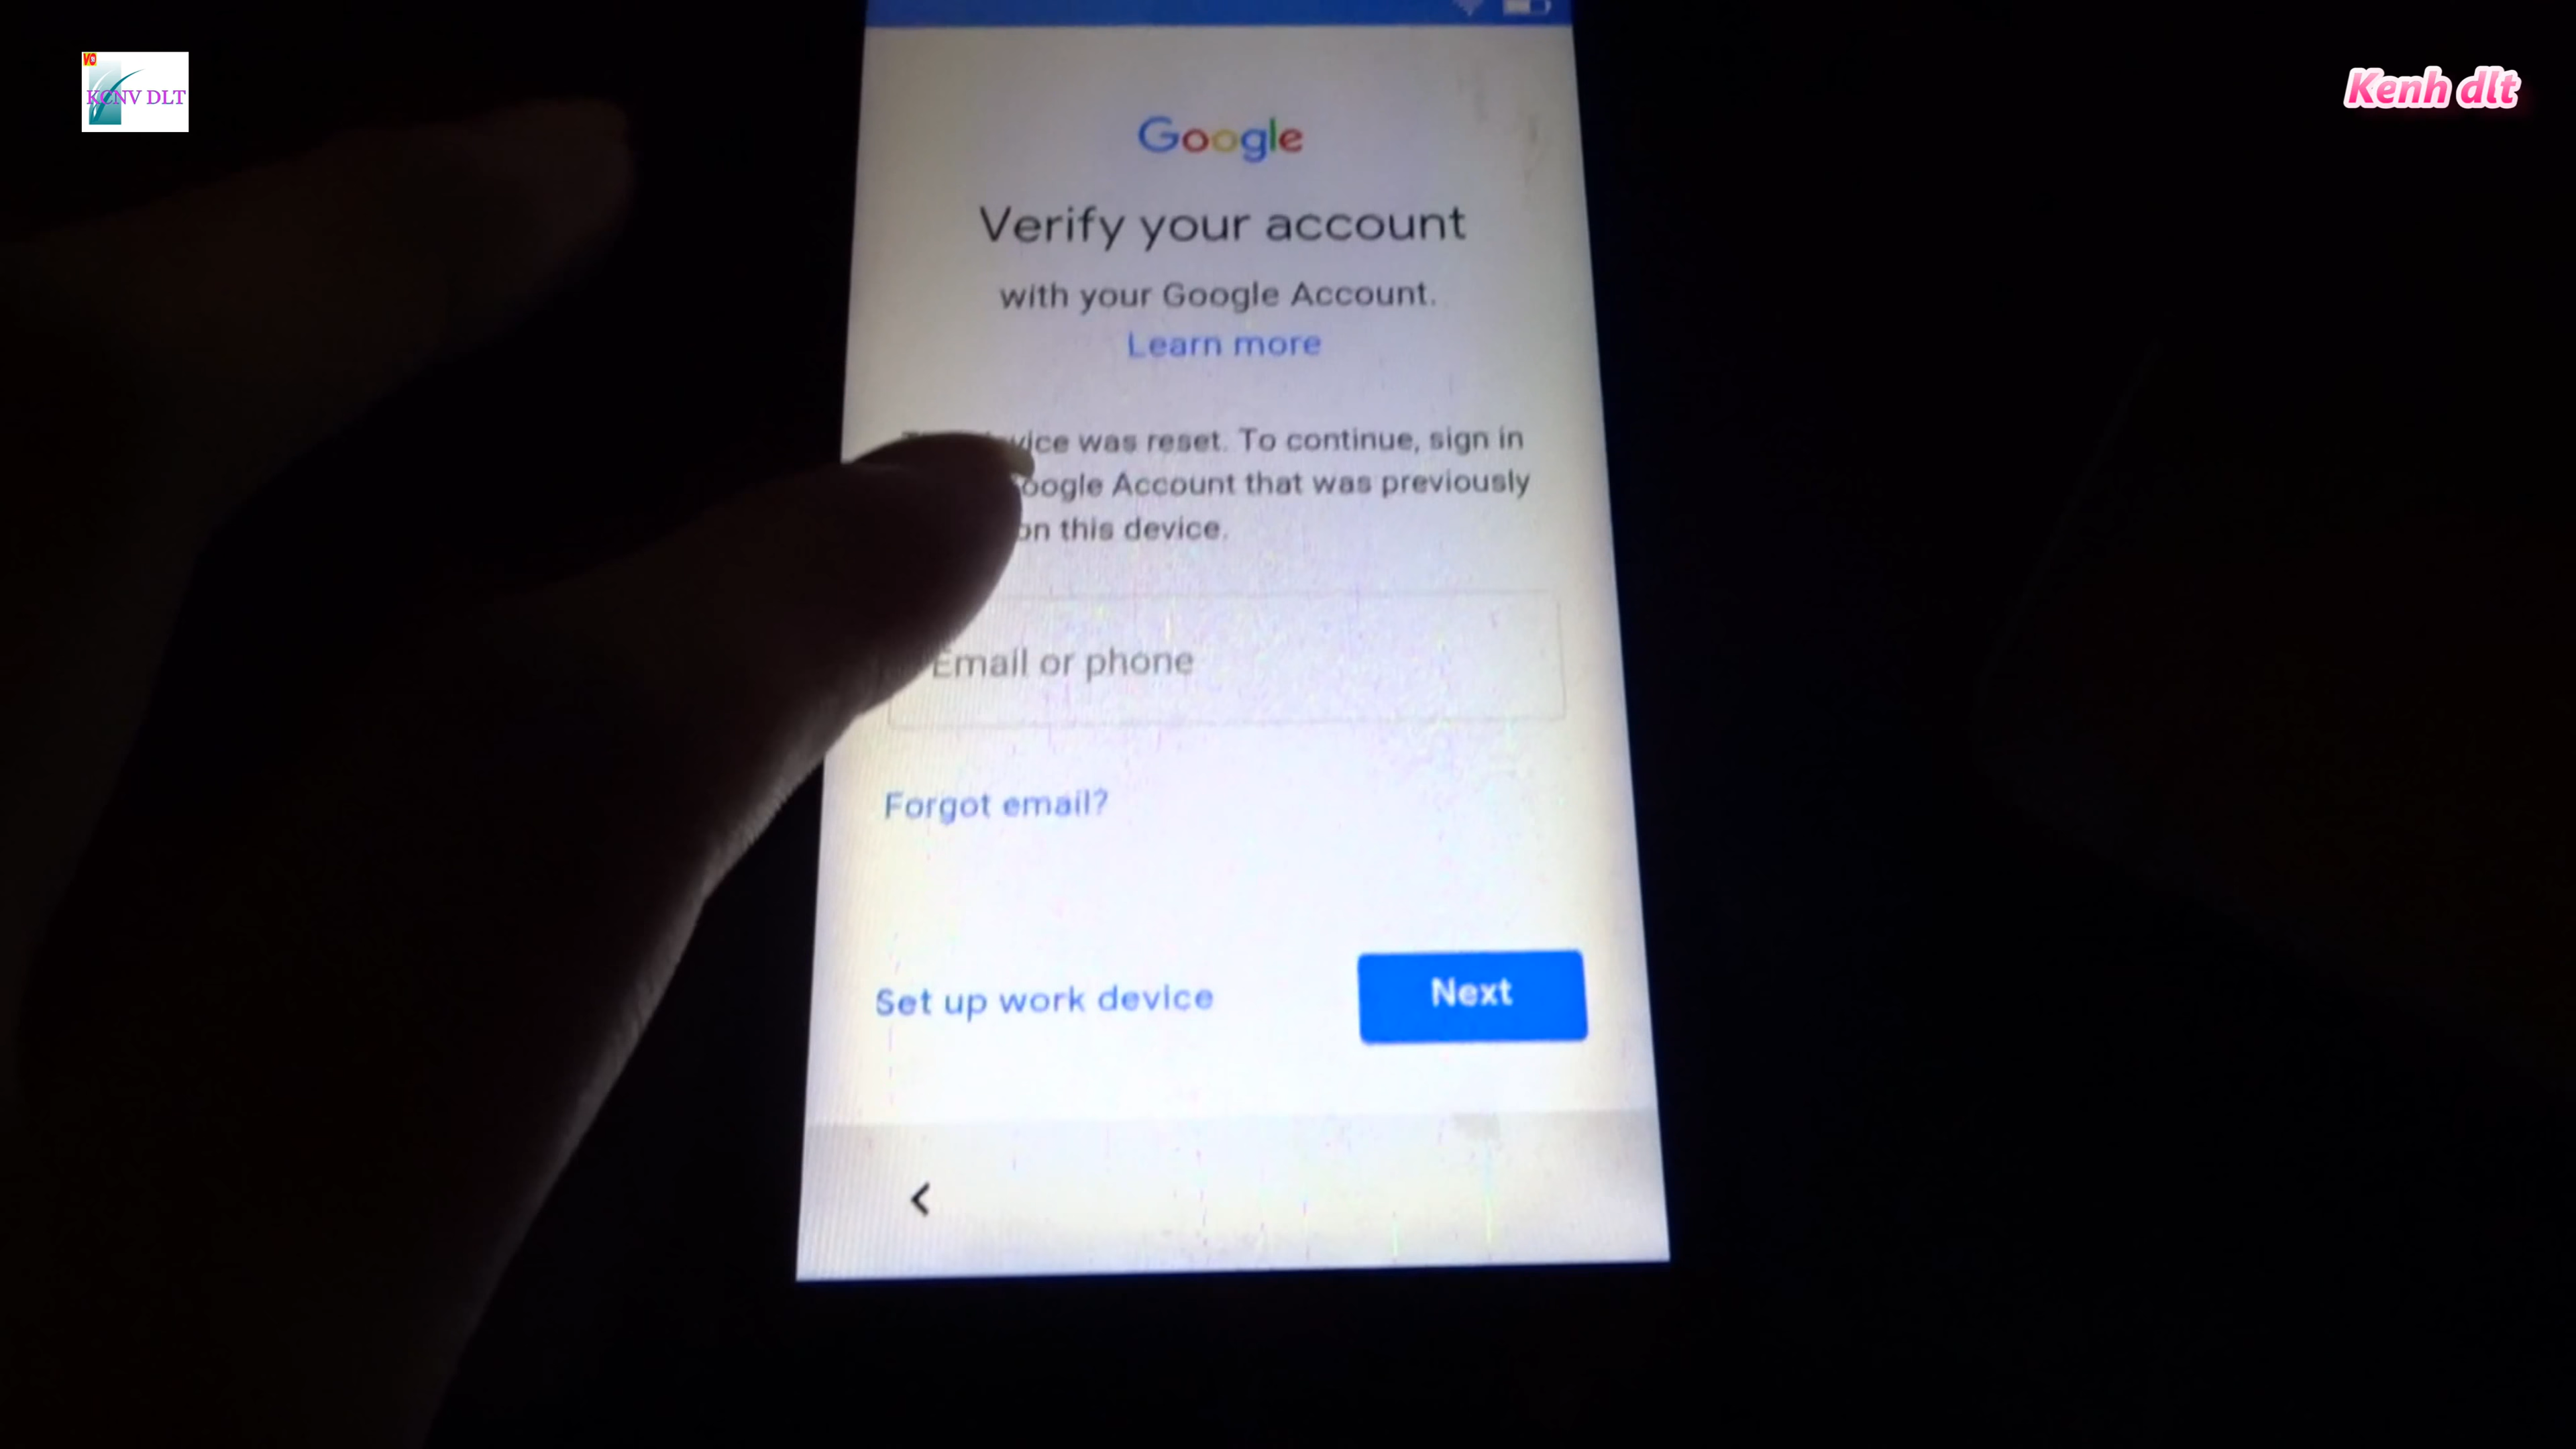 VO
KCNV DLT
Kenh dlt
Google
Verify your account
with your Google Account.
Learn more
vice was reset. To continue, sign in
oogle Account that was previously
on this device.
Email or phone
Forgot email?
Set up work device
Next